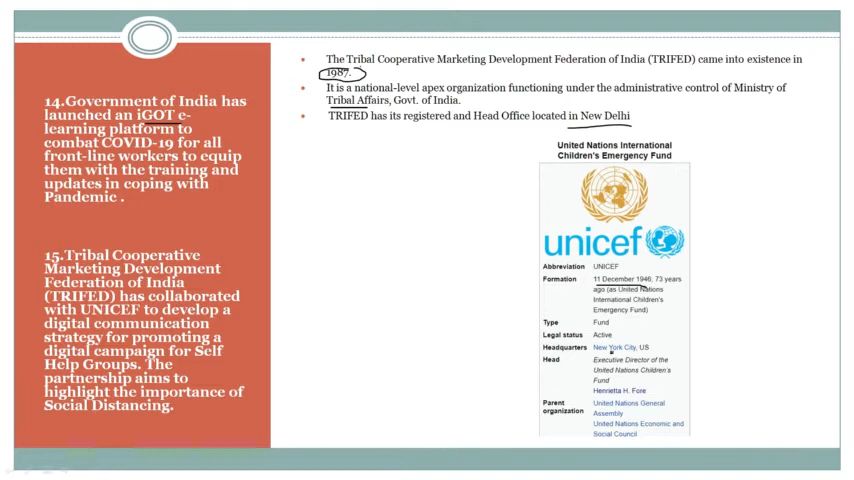 14.Government of India has
launched an iGOT e-
learning platform to
combat COVID-19 for all
front-line workers to equip
them with the training and
updates in coping with
Pandemic .
15.Tribal Cooperative
Marketing Development
Federation of India
(TRIFED) has collaborated
with UNICEF to develop a
digital communication
strategy for promoting a
digital campaign for Self
Help Groups. The
partnership aims to
highlight the importance of
Social Distancing.
• The Tribal Cooperative Marketing Development Federation of India (TRIFED) came into existence in
1987.
• It is a national-level apex organization functioning under the administrative control of Ministry of
Tribal Affairs, Govt. of India.
• TRIFED has its registered and Head Office located in New Delhi
United Nations International
Children's Emergency Fund
unicef
Abbreviation UNICEF
Formation 11 December 1946; 73 years
ago (as United Nations
International Children's
Emergency Fund)
Type Fund
Legal status Active
Headquarters New York City, US
Head Executive Director of the
United Nations Children's
Fund
Henrietta H. Fore
Parent United Nations General
organization Assembly
United Nations Economic and
Social Council